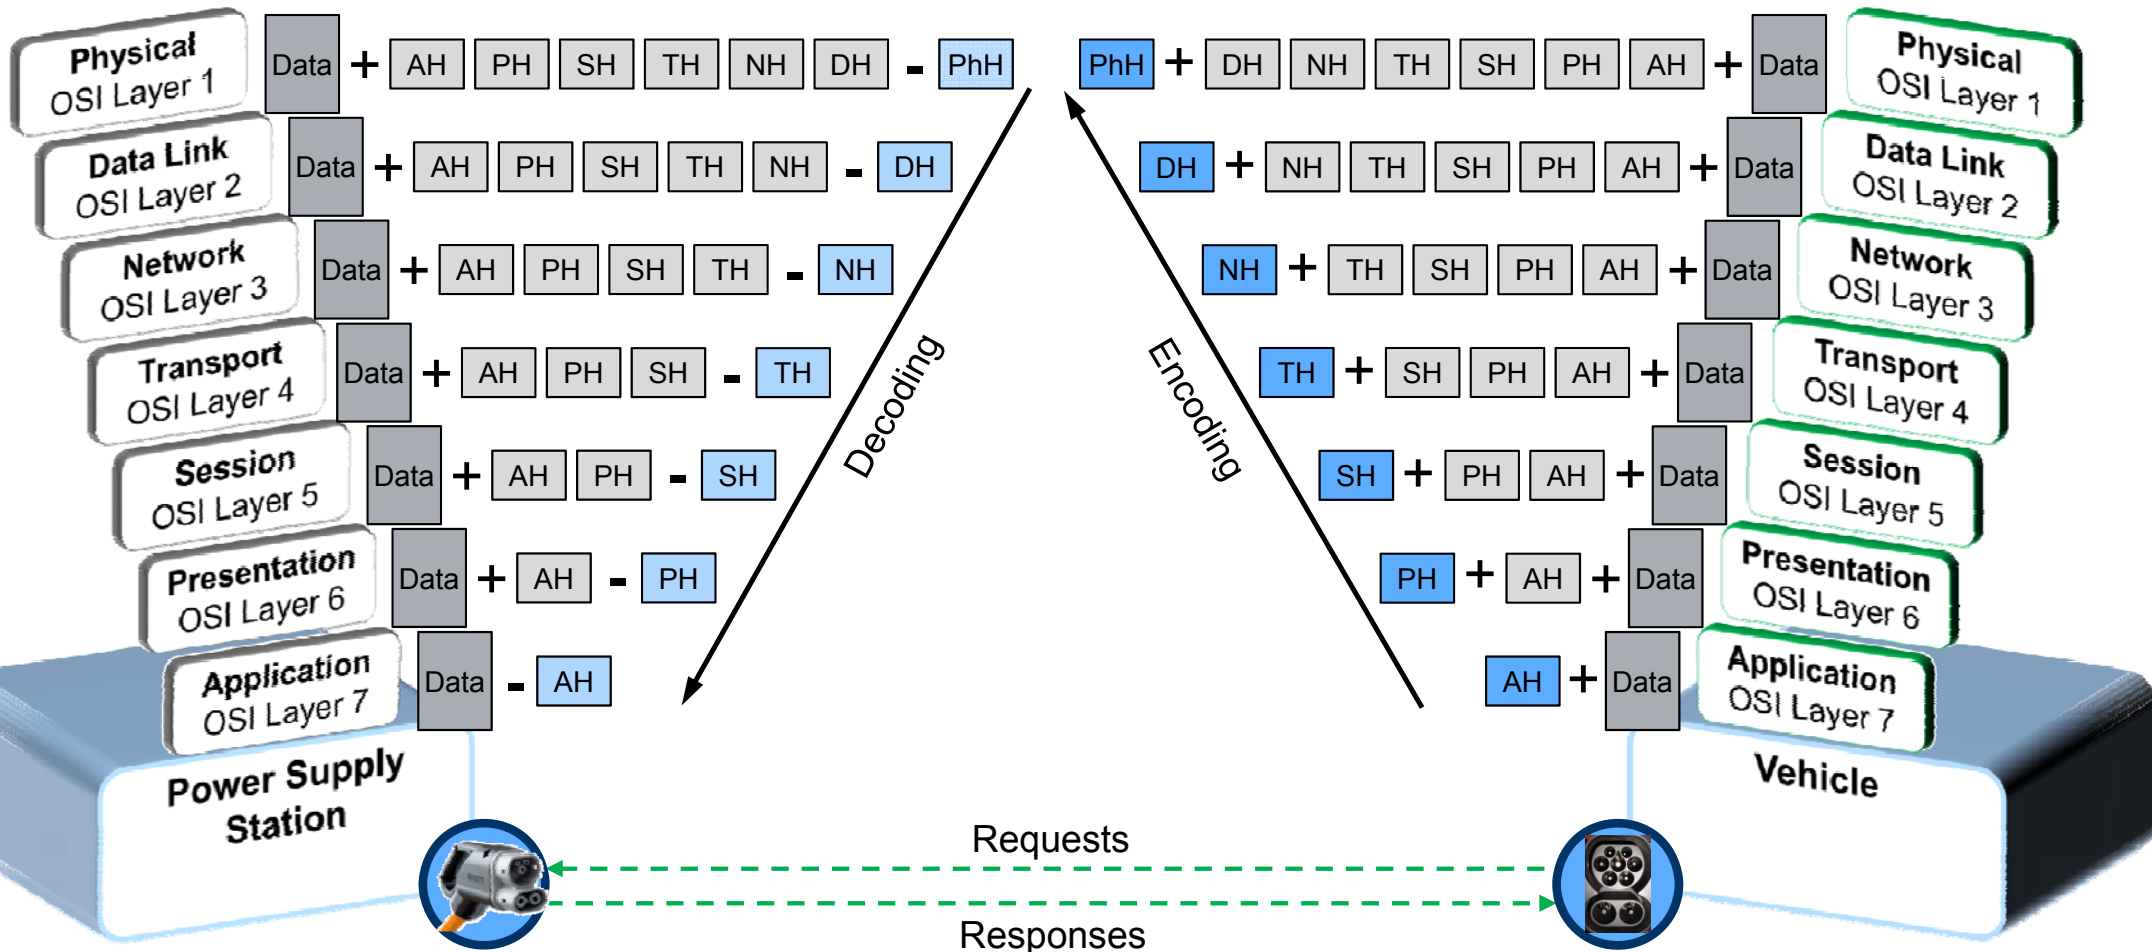 Physical
OSI Layer 1
Data + AH PH SH TH NH DH - PhH
PhH + DH NH TH SH PH AH + Data
Physical
OSI Layer 1
Data Link
OSI Layer 2
Data + AH PH SH TH NH - DH
DH + NH TH SH PH AH + Data
Data Link
OSI Layer 2
Network
OSI Layer 3
Data + AH PH SH TH - NH
NH + TH SH PH AH + Data
Network
OSI Layer 3
Transport
OSI Layer 4
Data + AH PH SH - TH
Decoding
Encoding
TH + SH PH AH + Data
Transport
OSI Layer 4
Session
OSI Layer 5
Data + AH PH - SH
SH + PH AH + Data
Session
OSI Layer 5
Presentation
OSI Layer 6
Data + AH - PH
PH + AH + Data
Presentation
OSI Layer 6
Application
OSI Layer 7
Data - AH
AH + Data
Application
OSI Layer 7
Power Supply
Station
Vehicle
Requests
Responses